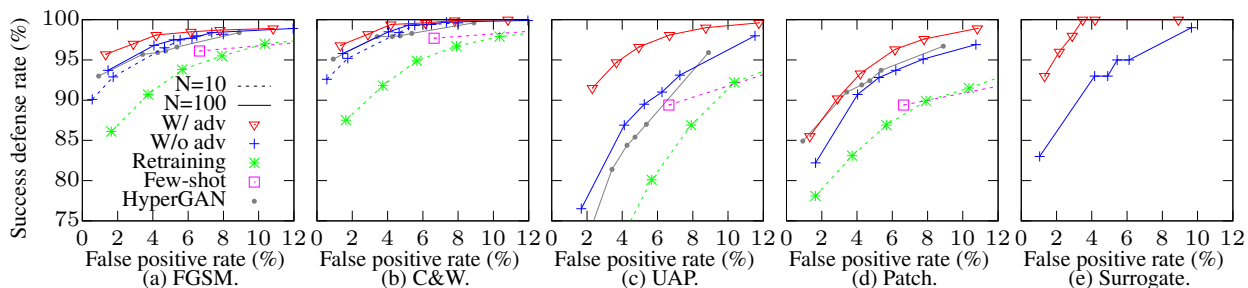 Success defense rate (%)
100
95
90
85
80
75
N=10
N=100
W/ adv
W/o adv
Retraining
Few-shot
HyperGAN
0 2 4 6 8 10 12
0 2 4 6 8 10 12
0 2 4 6 8 10 12
0 2 4 6 8 10 12
0 2 4 6 8 10 12
False positive rate (%)
False positive rate (%)
False positive rate (%)
False positive rate (%)
False positive rate (%)
(a) FGSM.
(b) C&W.
(c) UAP.
(d) Patch.
(e) Surrogate.